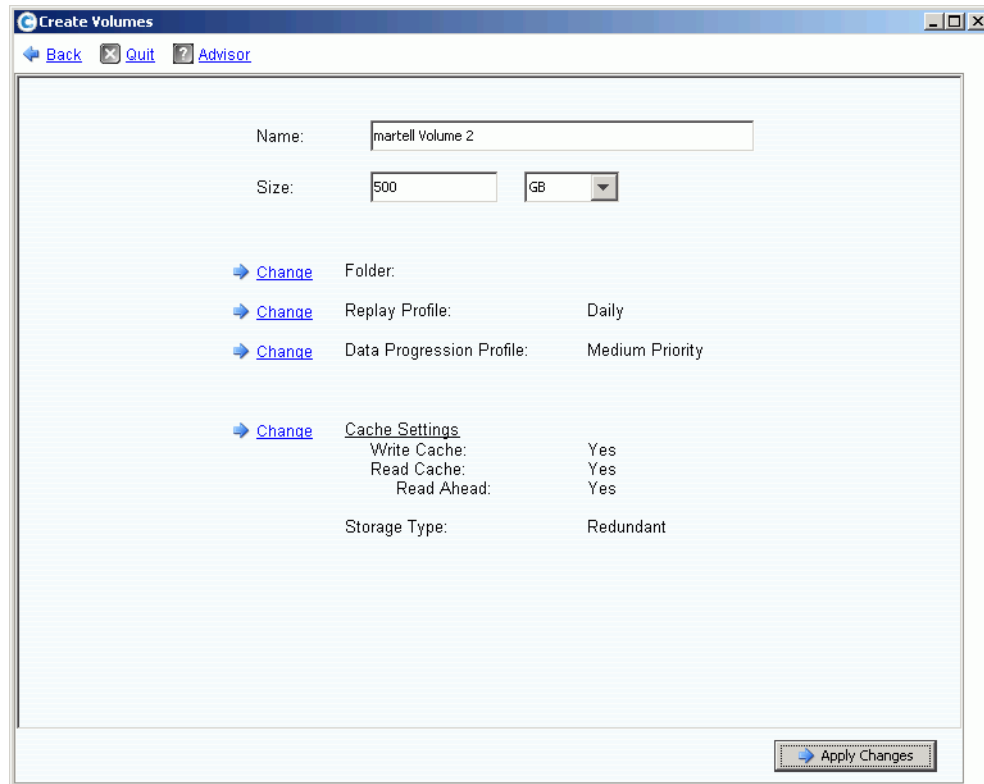 Create Volumes
Back Quit Advisor
Name: martell Volume 2
Size: 500 GB
Change Folder:
Change Replay Profile: Daily
Change Data Progression Profile: Medium Priority
Change Cache Settings
Write Cache: Yes
Read Cache: Yes
Read Ahead: Yes
Storage Type: Redundant
Apply Changes